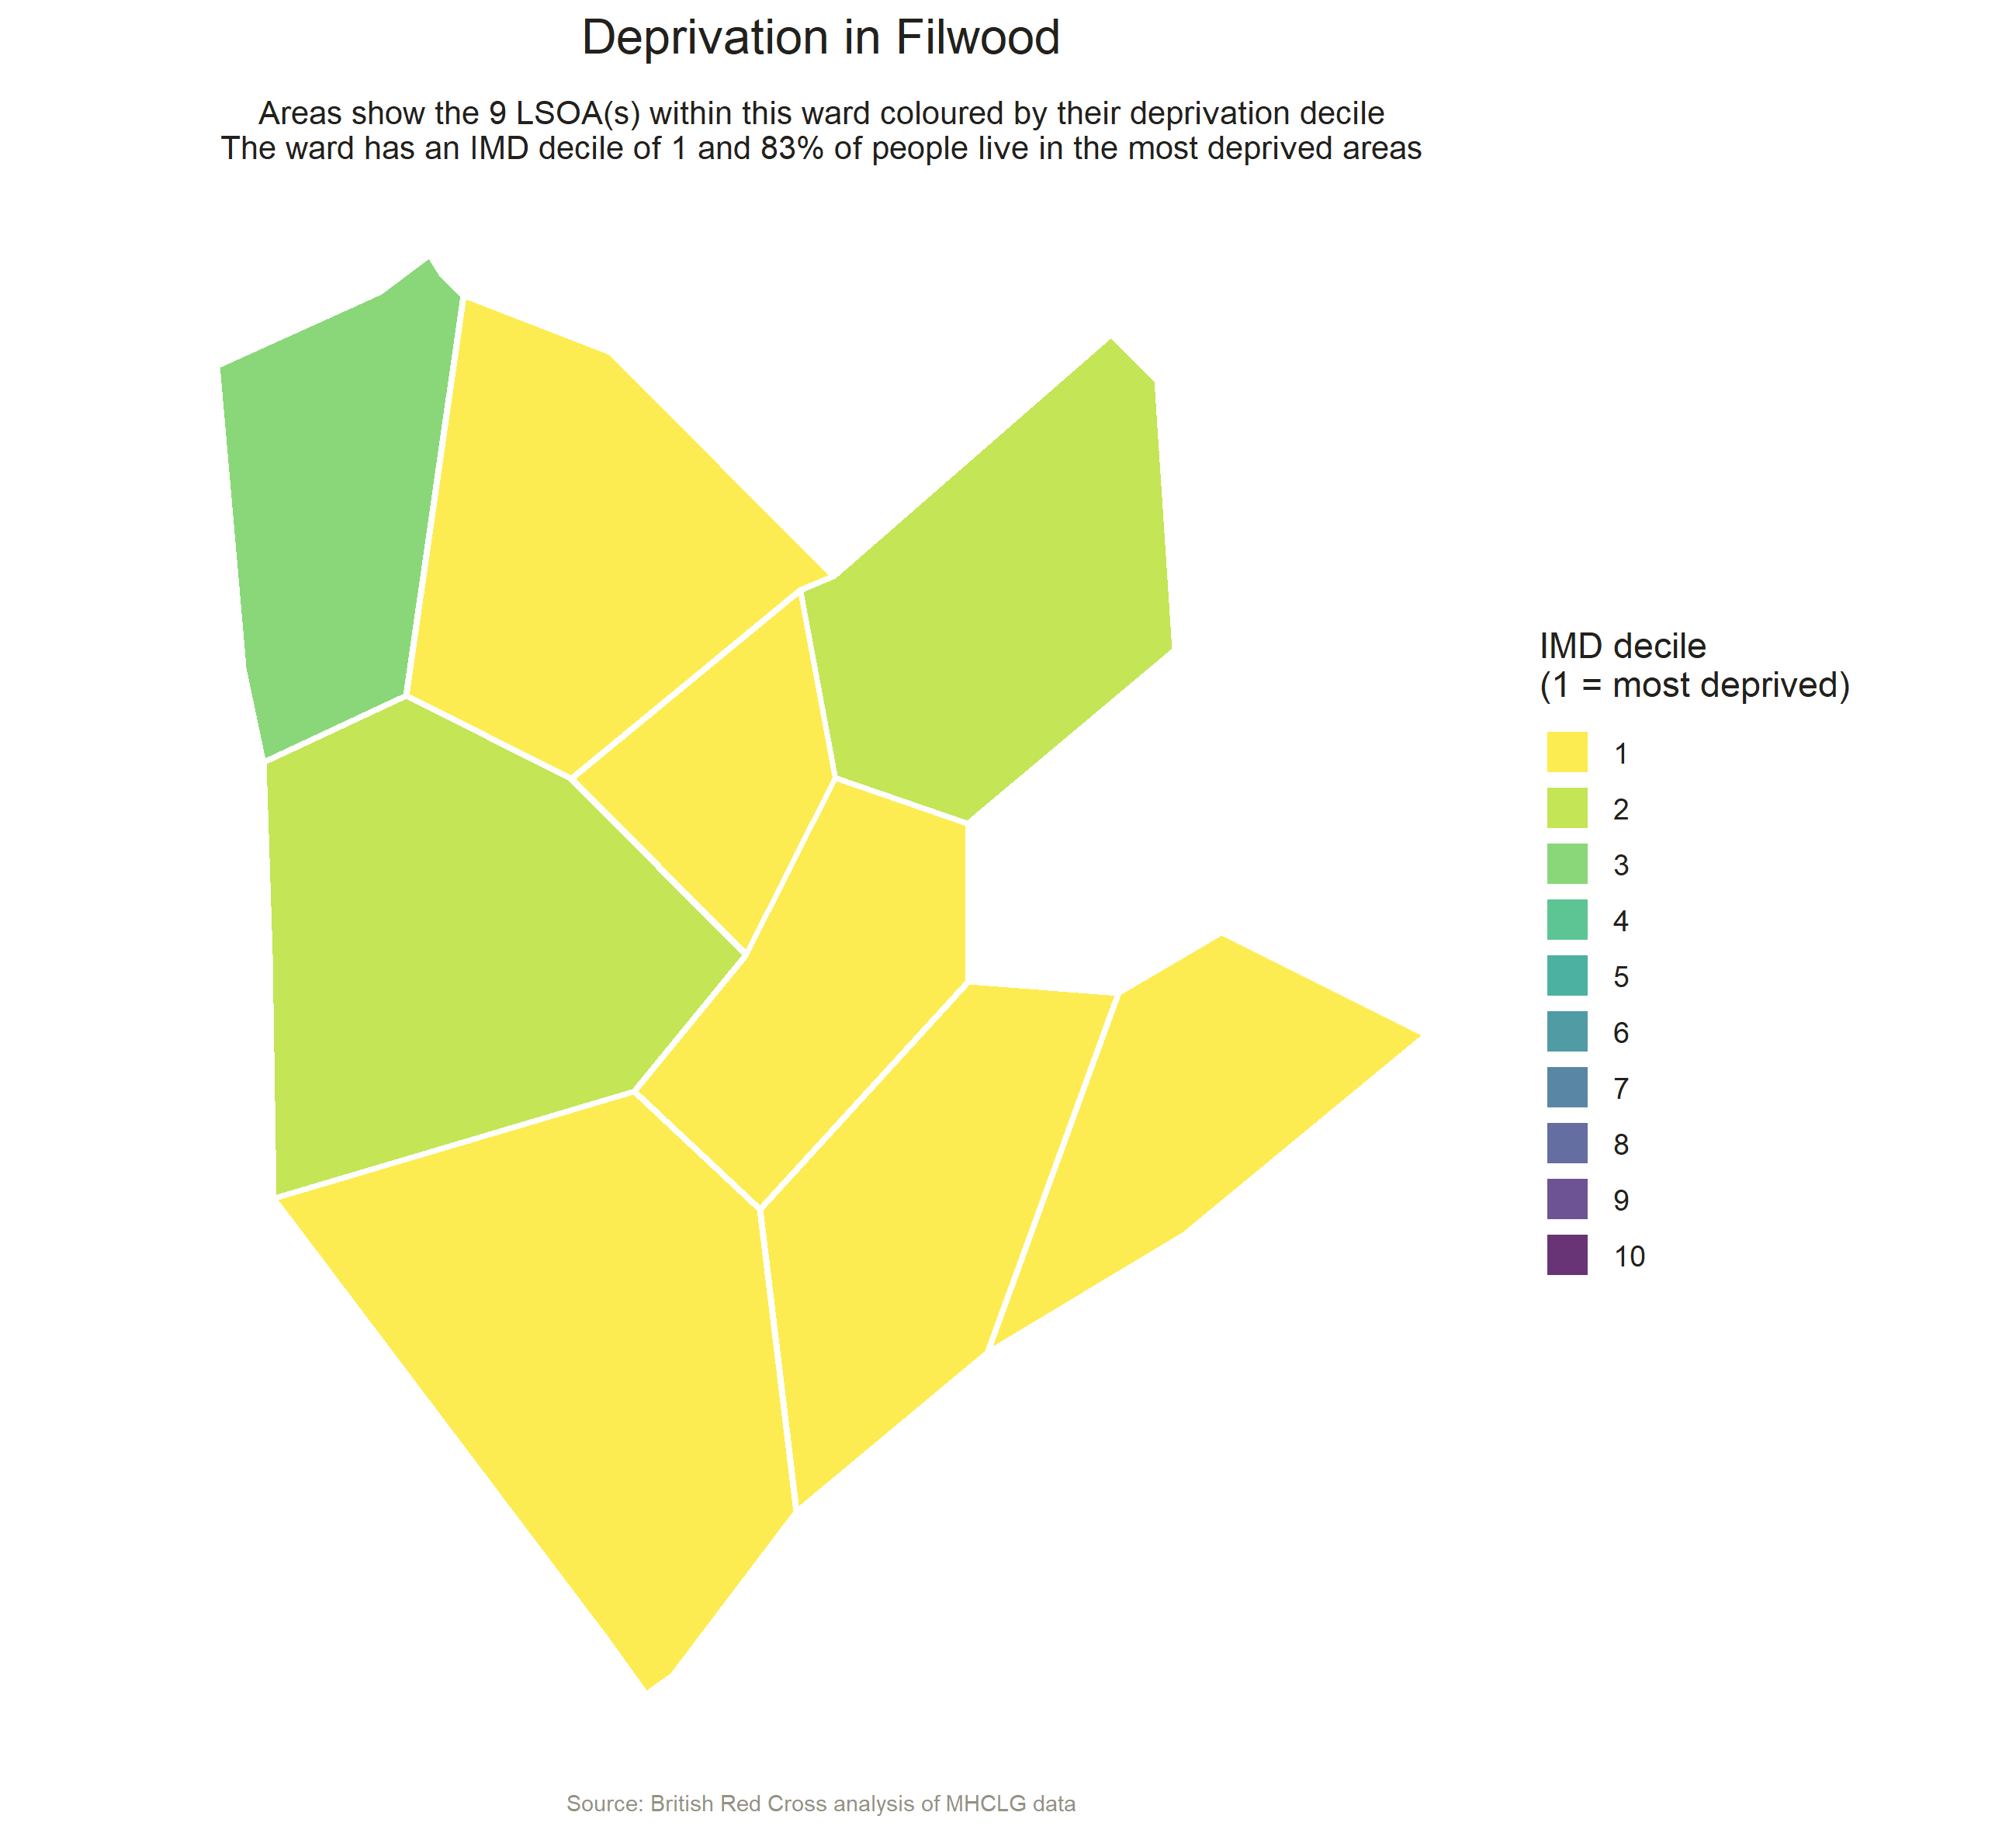 Deprivation in Filwood
Areas show the 9 LSOA(s) within this ward coloured by their deprivation decile
The ward has an IMD decile of 1 and 83% of people live in the most deprived areas
IMD decile
(1 = most deprived)
1
2
3
4
5
6
7
8
9
10
Source: British Red Cross analysis of MHCLG data